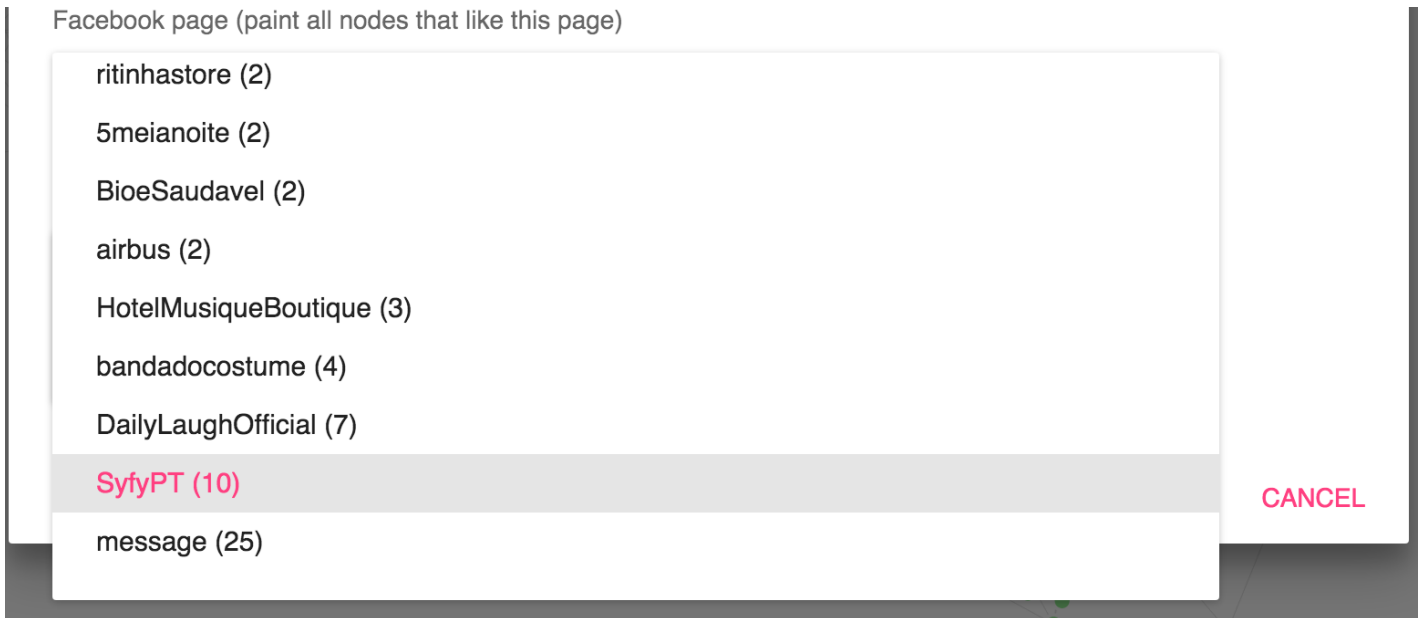 Facebook page (paint all nodes that like this page)
ritinhastore (2)
5meianoite (2)
BioeSaudavel (2)
airbus (2)
HotelMusiqueBoutique (3)
bandadocostume (4)
DailyLaughOfficial (7)
SyfyPT (10)
CANCEL
message (25)